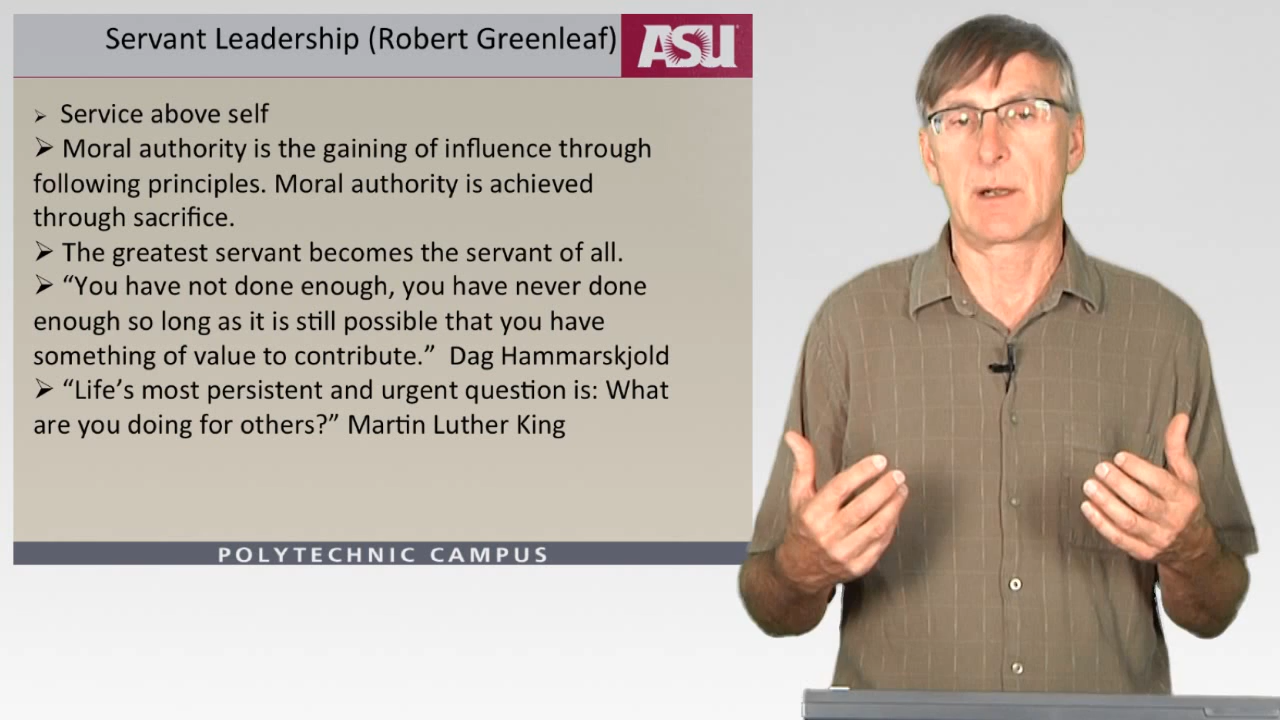 Servant Leadership (Robert Greenleaf)
ASU
➢ Service above self
➢ Moral authority is the gaining of influence through
following principles. Moral authority is achieved
through sacrifice.
➢ The greatest servant becomes the servant of all.
➢ “You have not done enough, you have never done
enough so long as it is still possible that you have
something of value to contribute.” Dag Hammarskjold
➢ “Life’s most persistent and urgent question is: What
are you doing for others?” Martin Luther King
POLYTECHNIC CAMPUS